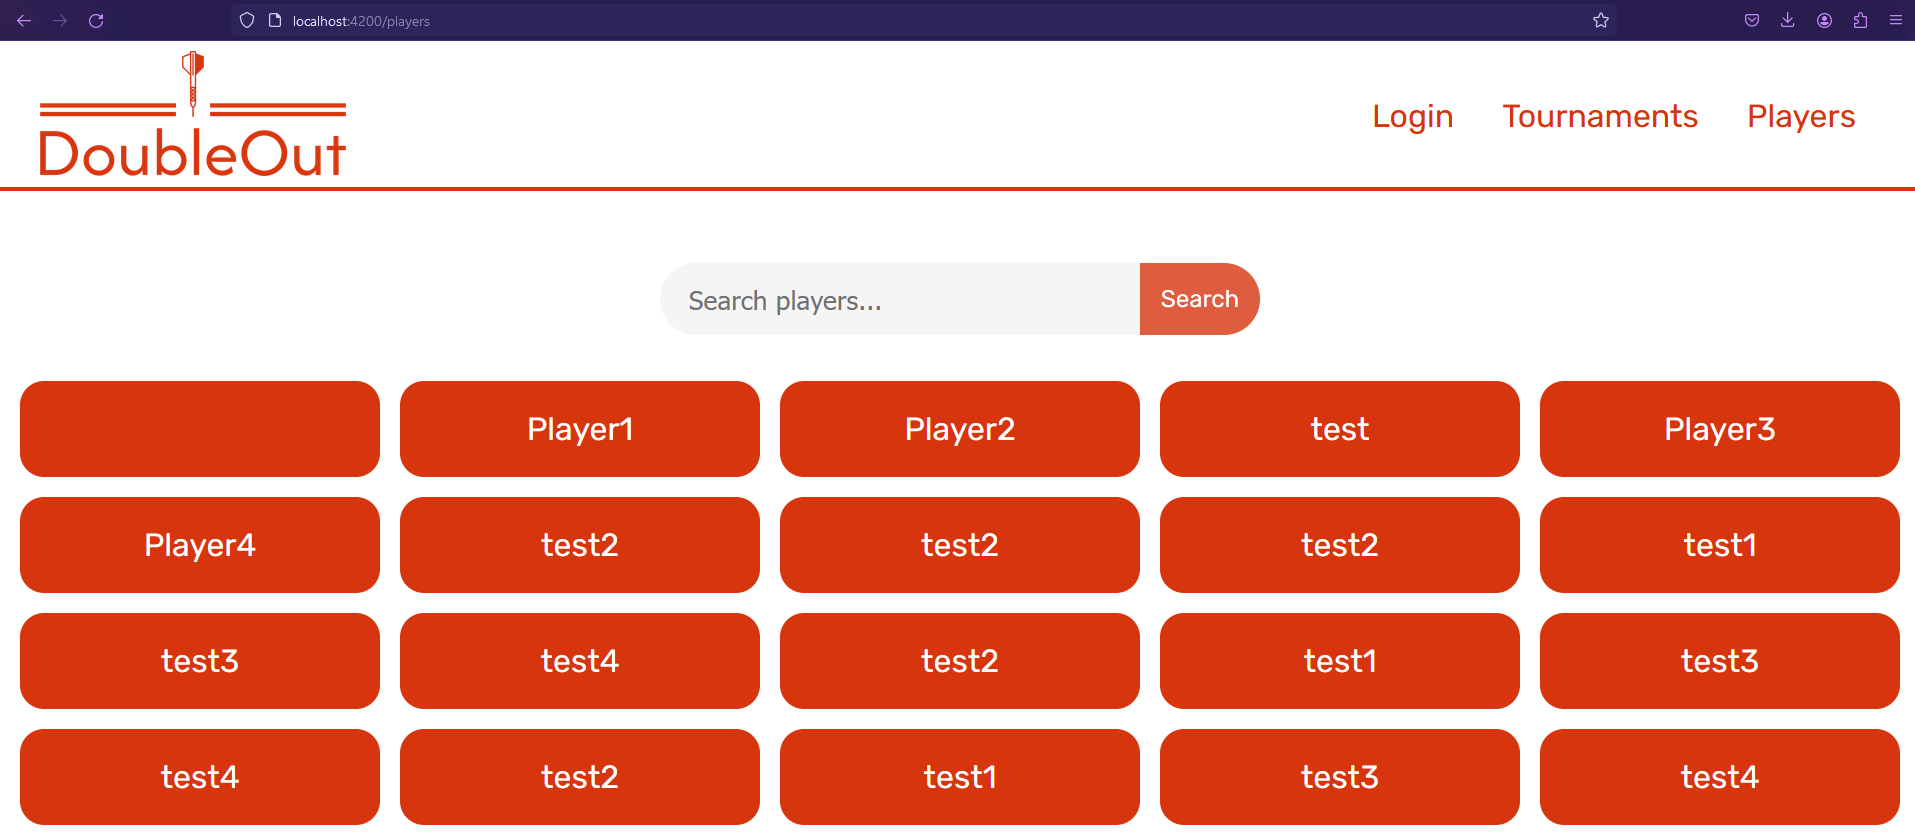 localhost:4200/players
DoubleOut
Login Tournaments Players
Search players... Search
Player1 Player2 test Player3
Player4 test2 test2 test2 test1
test3 test4 test2 test1 test3
test4 test2 test1 test3 test4